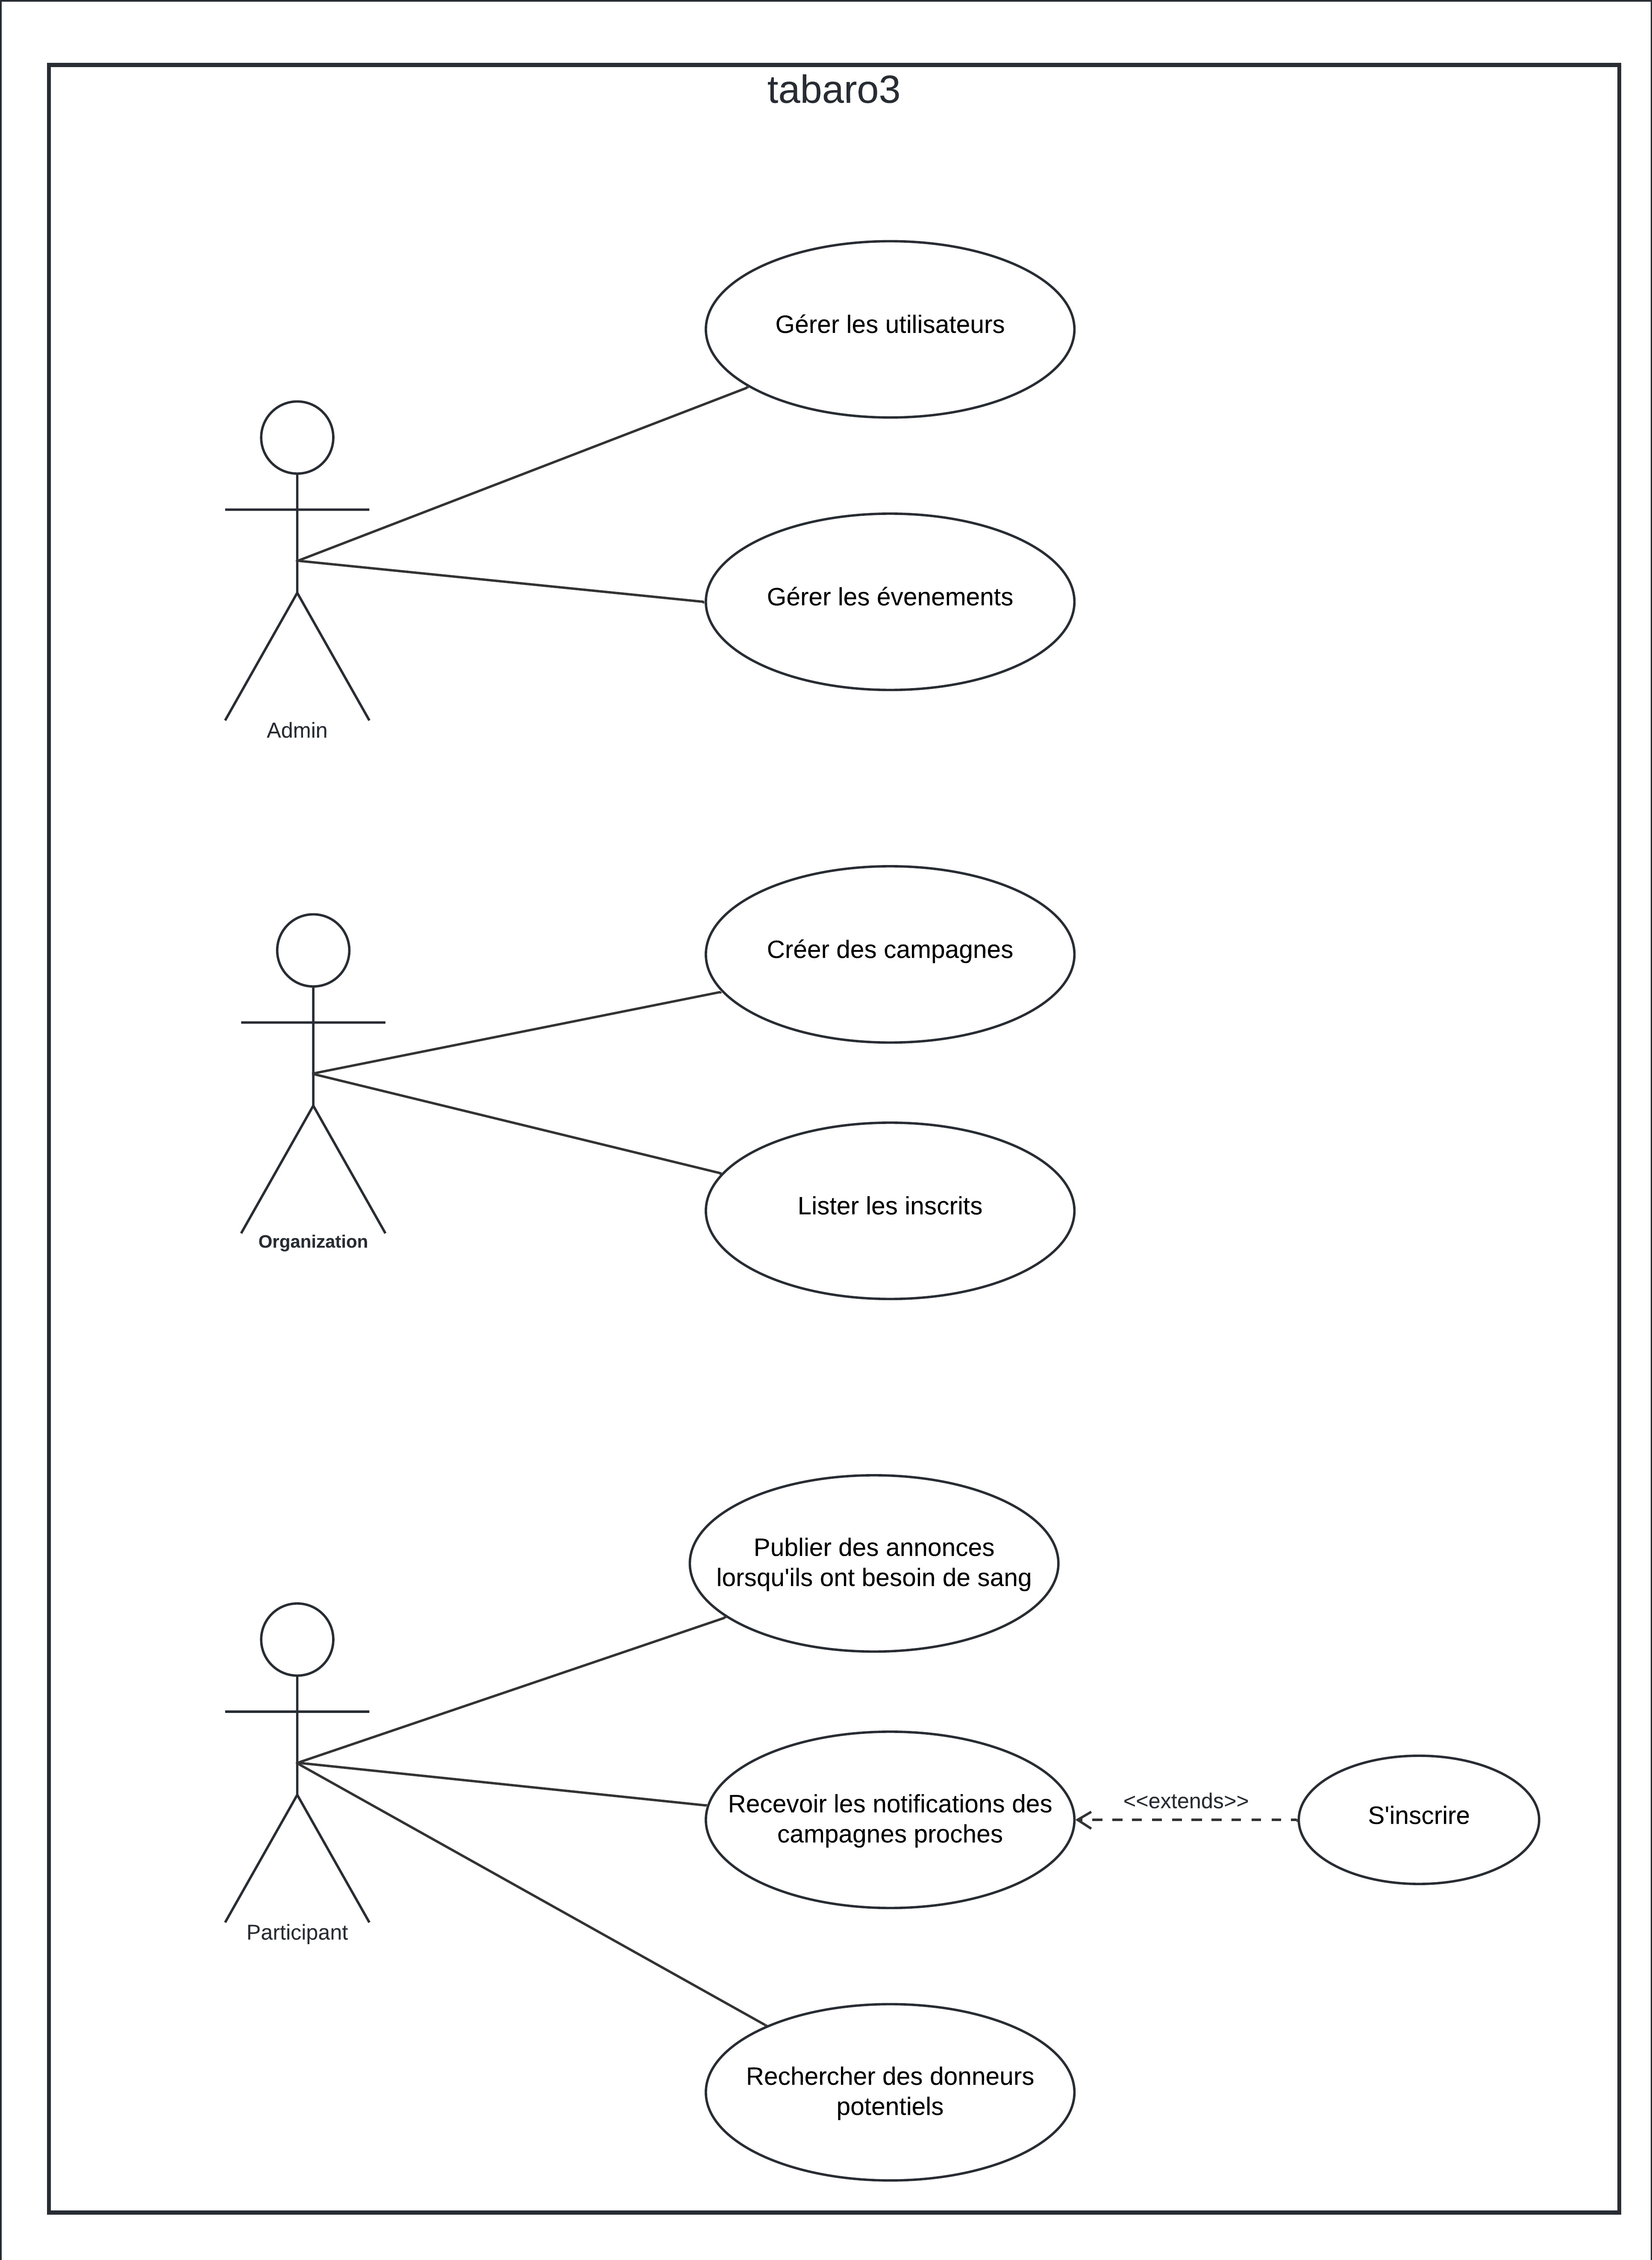 tabaro3
Gérer les utilisateurs
Gérer les évenements
Admin
Créer des campagnes
Lister les inscrits
Organization
Publier des annonces
lorsqu'ils ont besoin de sang
Recevoir les notifications des
campagnes proches
<<extends>>
S'inscrire
Participant
Rechercher des donneurs
potentiels